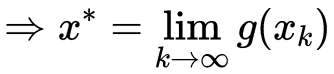 ⇒ x* = lim_{k→∞} g(x_k)